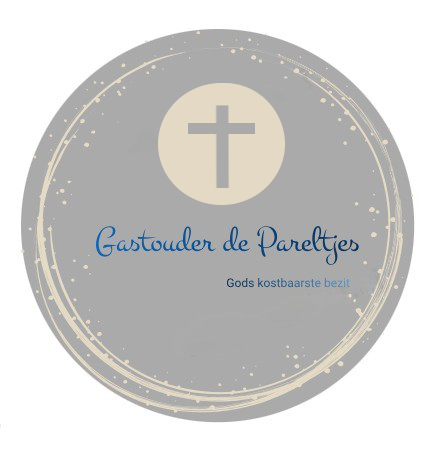 Gastouder de Pareltjes
Gods kostbaarste bezit